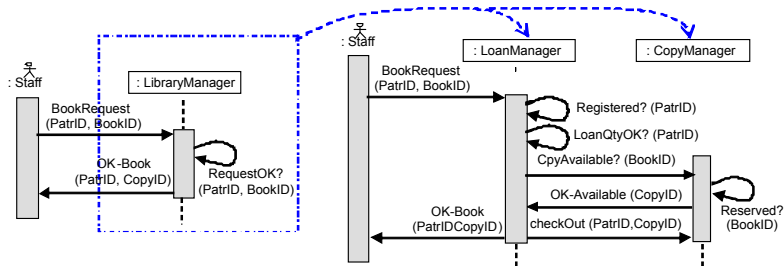 : Staff
: LibraryManager
BookRequest
(PatrID, BookID)
RequestOK?
(PatrID, BookID)
OK-Book
(PatrID, CopyID)
: Staff
: LoanManager
: CopyManager
BookRequest
(PatrID, BookID)
Registered? (PatrID)
LoanQtyOK? (PatrID)
CpyAvailable? (BookID)
OK-Available (CopyID)
Reserved?
(BookID)
OK-Book
(PatrIDCopyID)
checkOut (PatrID,CopyID)